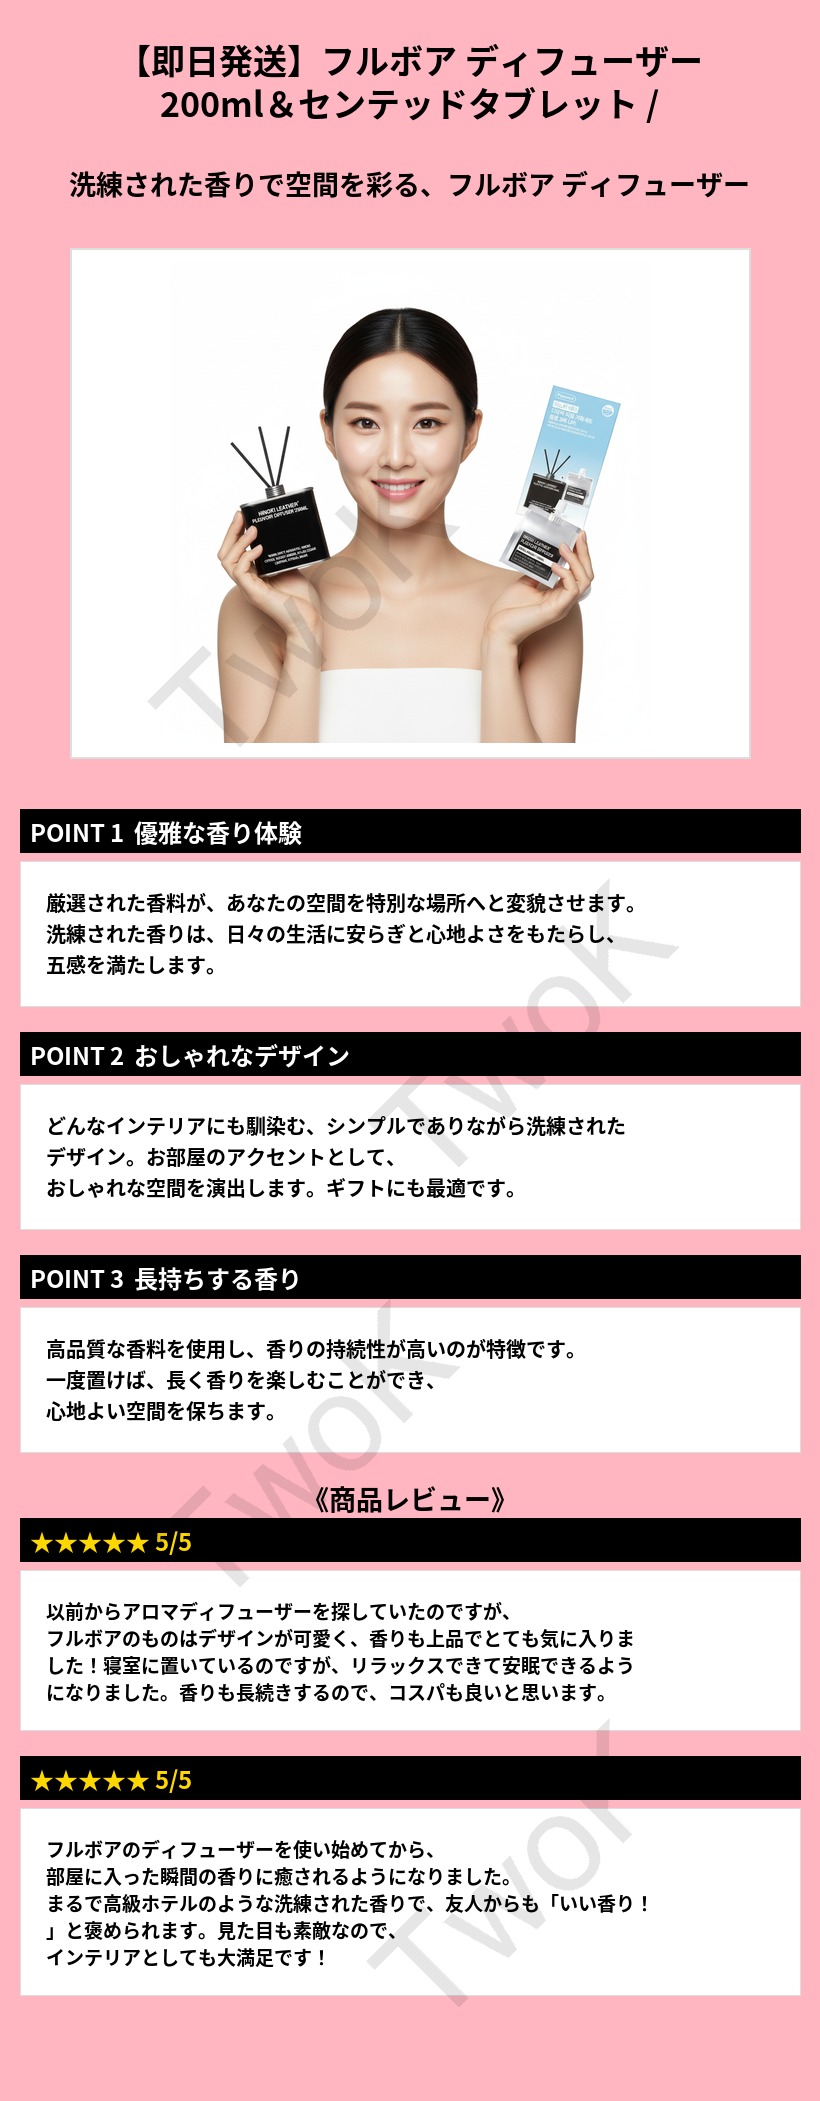 【即日発送】フルボア ディフューザー
200ml＆センテッドタブレット /
洗練された香りで空間を彩る、フルボア ディフューザー
HINOKI LEATHER
TwoK
POINT 1 優雅な香り体験
厳選された香料が、あなたの空間を特別な場所へと変貌させます。
洗練された香りは、日々の生活に安らぎと心地よさをもたらし、
五感を満たします。
TwoK
POINT 2 おしゃれなデザイン
どんなインテリアにも馴染む、シンプルでありながら洗練された
デザイン。お部屋のアクセントとして、
おしゃれな空間を演出します。ギフトにも最適です。
POINT 3 長持ちする香り
高品質な香料を使用し、香りの持続性が高いのが特徴です。
一度置けば、長く香りを楽しむことができ、
心地よい空間を保ちます。
TwoK
《商品レビュー》
★★★★★ 5/5
以前からアロマディフューザーを探していたのですが、
フルボアのものはデザインが可愛く、香りも上品でとても気に入りま
した！寝室に置いているのですが、リラックスできて安眠できるよう
になりました。香りも長続きするので、コスパも良いと思います。
★★★★★ 5/5
フルボアのディフューザーを使い始めてから、
部屋に入った瞬間の香りに癒されるようになりました。
まるで高級ホテルのような洗練された香りで、友人からも「いい香り！
」と褒められます。見た目も素敵なので、
インテリアとしても大満足です！
TwoK